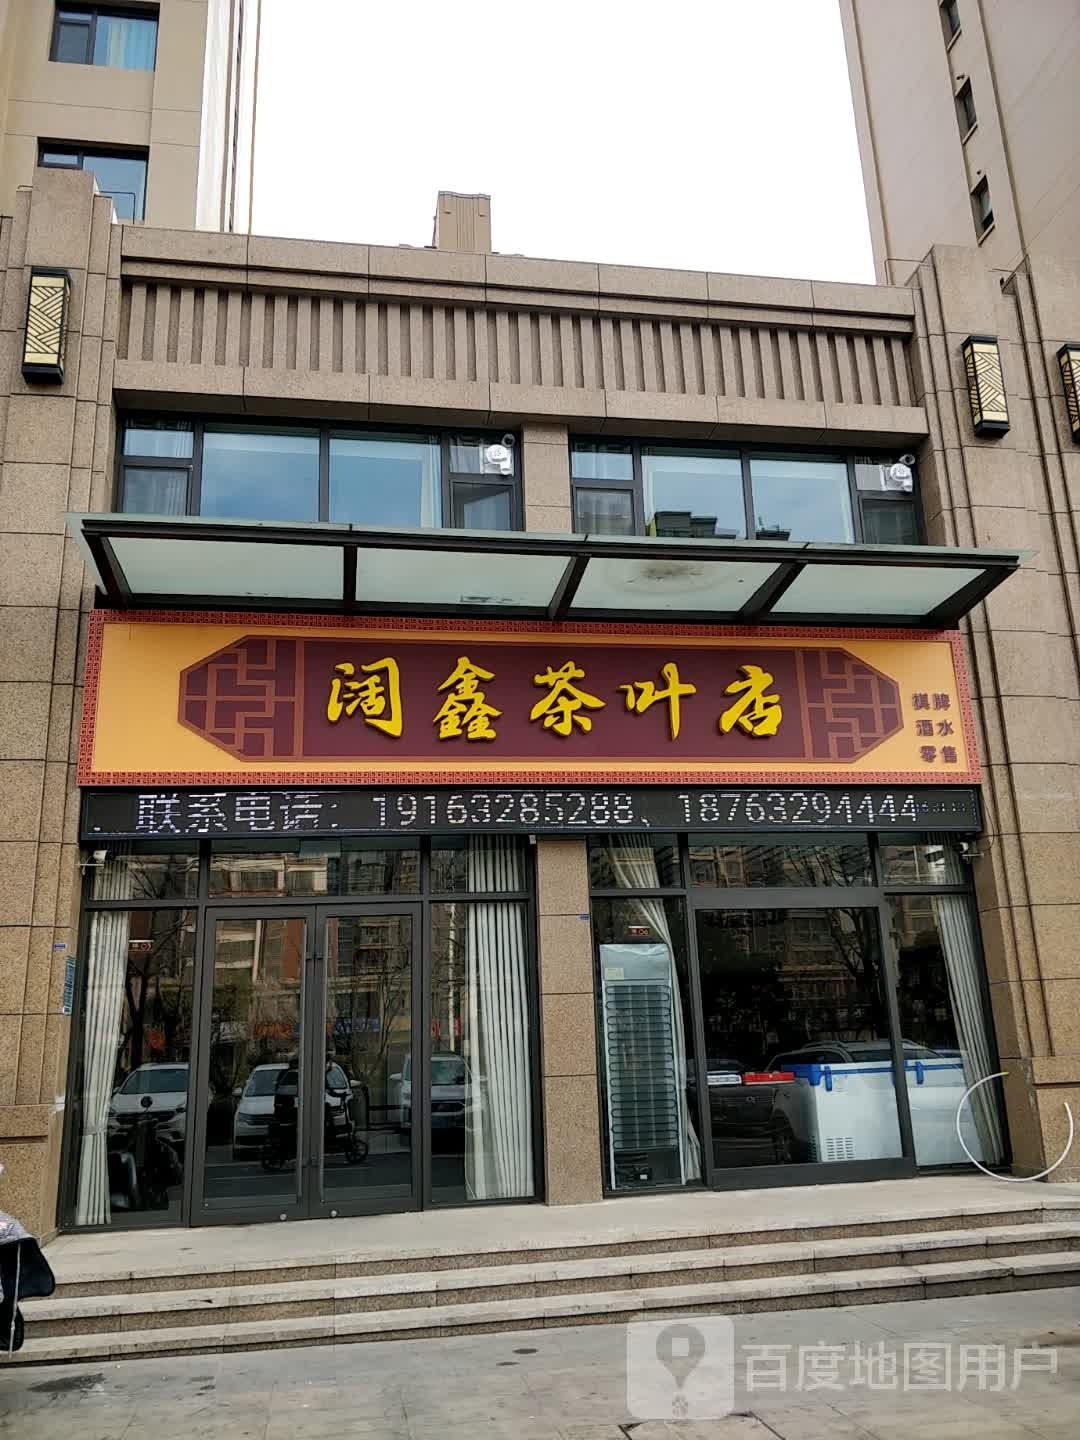 阔鑫茶叶店
棋牌
酒水
零售
联系电话：19163285288、18763294444
百度地图用户